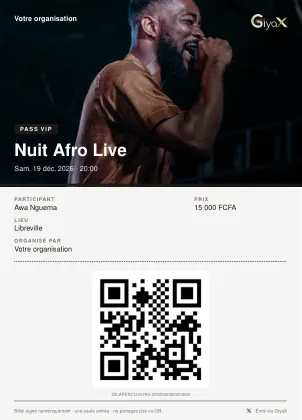 Votre organisation
GiyaX
PASS VIP
Nuit Afro Live
Sam. 19 déc. 2026 · 20:00
PARTICIPANT
Awa Nguema
PRIX
15 000 FCFA
LIEU
Libreville
ORGANISÉ PAR
Votre organisation
Billet signé numériquement · une seule entrée · ne partagez pas ce QR.
Émis via GiyaX